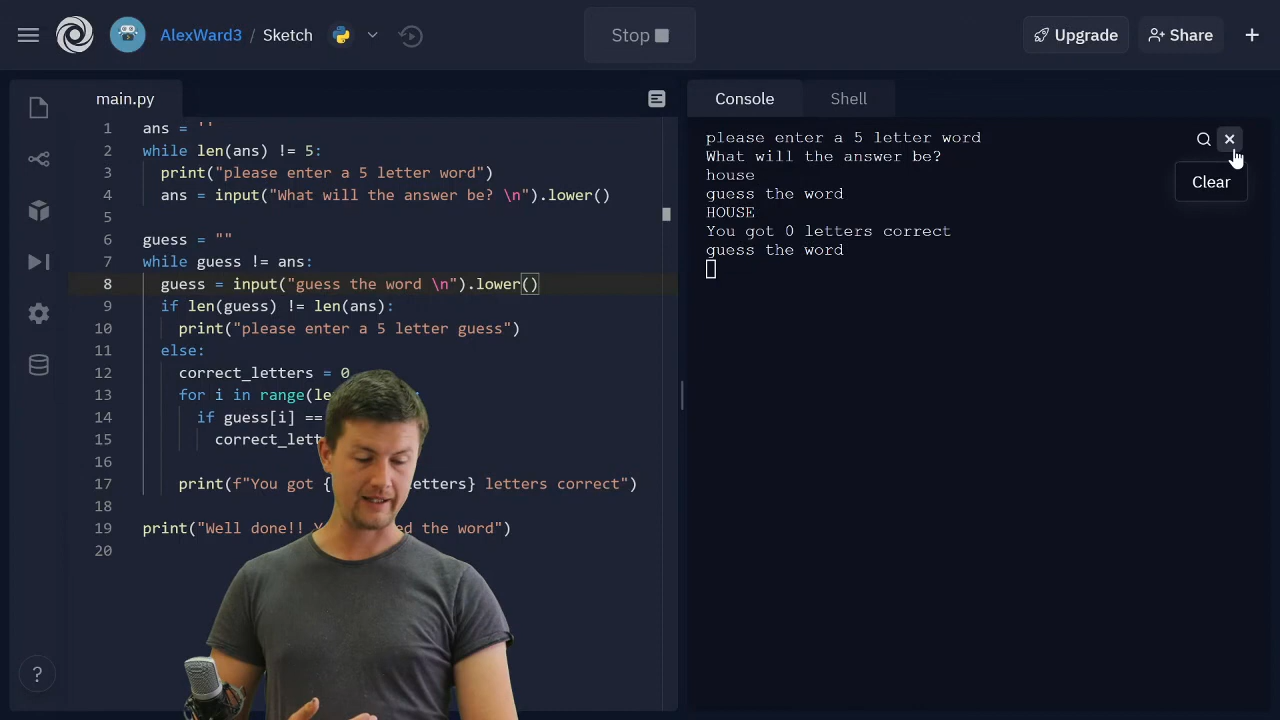 AlexWard3 / Sketch
Stop
Upgrade
Share
main.py
1 ans = ''
2 while len(ans) != 5:
3 print("please enter a 5 letter word")
4 ans = input("What will the answer be? \n").lower()
5
6 guess = ""
7 while guess != ans:
8 guess = input("guess the word \n").lower()
9 if len(guess) != len(ans):
10 print("please enter a 5 letter guess")
11 else:
12 correct_letters = 0
13 for i in range(
14 if guess[i] ==
15
16
17 print(f"You got { letters correct")
18
19 print("Well done!! the word")
20
?
Console
Shell
please enter a 5 letter word
What will the answer be?
house
guess the word
HOUSE
You got 0 letters correct
guess the word
Clear